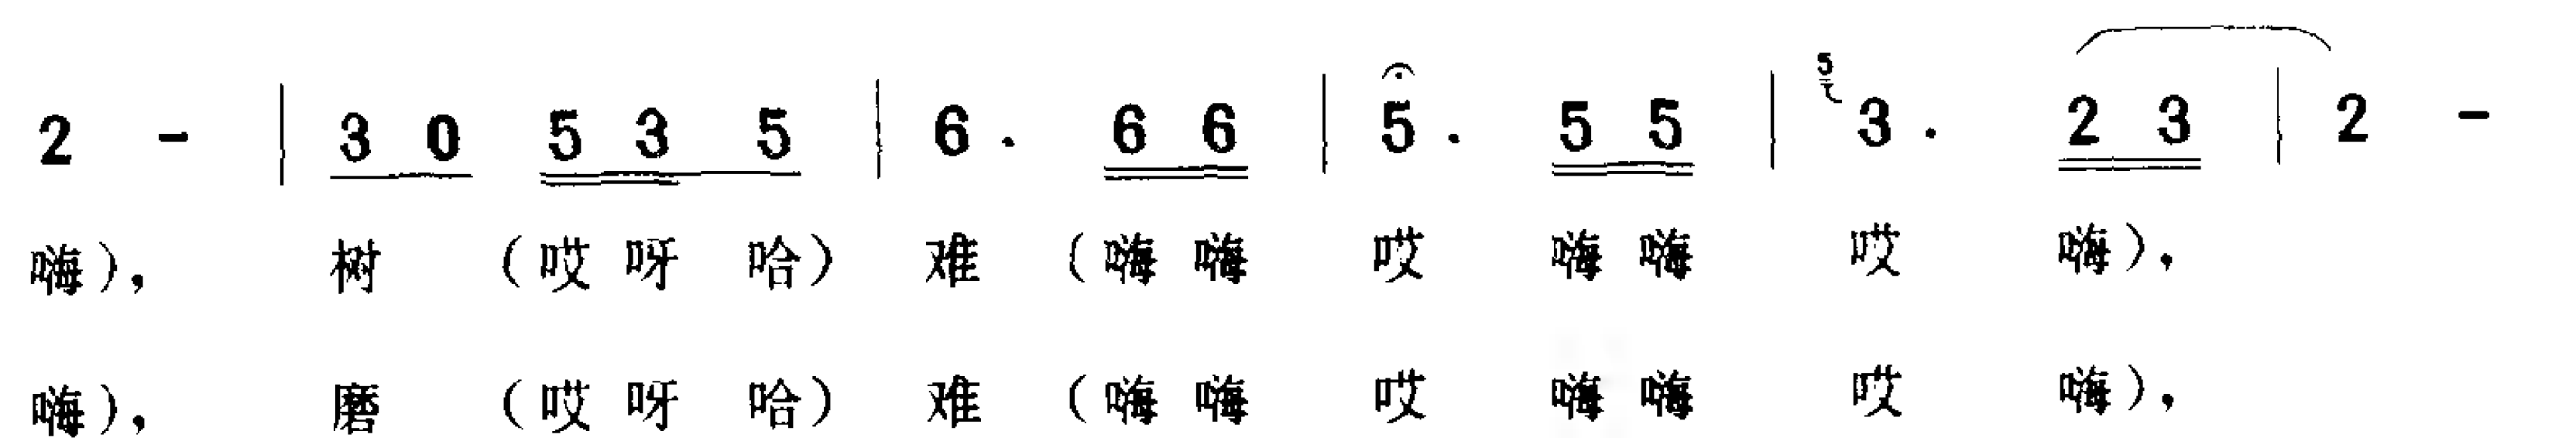 2 - | 3 0 5 3 5 | 6 . 6 6 | 5 . 5 5 | 5 3 . 2 3 | 2 -
嗨), 树 (哎 呀 哈) 难 (嗨 嗨 哎 嗨 嗨 哎 嗨),
嗨), 磨 (哎 呀 哈) 难 (嗨 嗨 哎 嗨 嗨 哎 嗨),